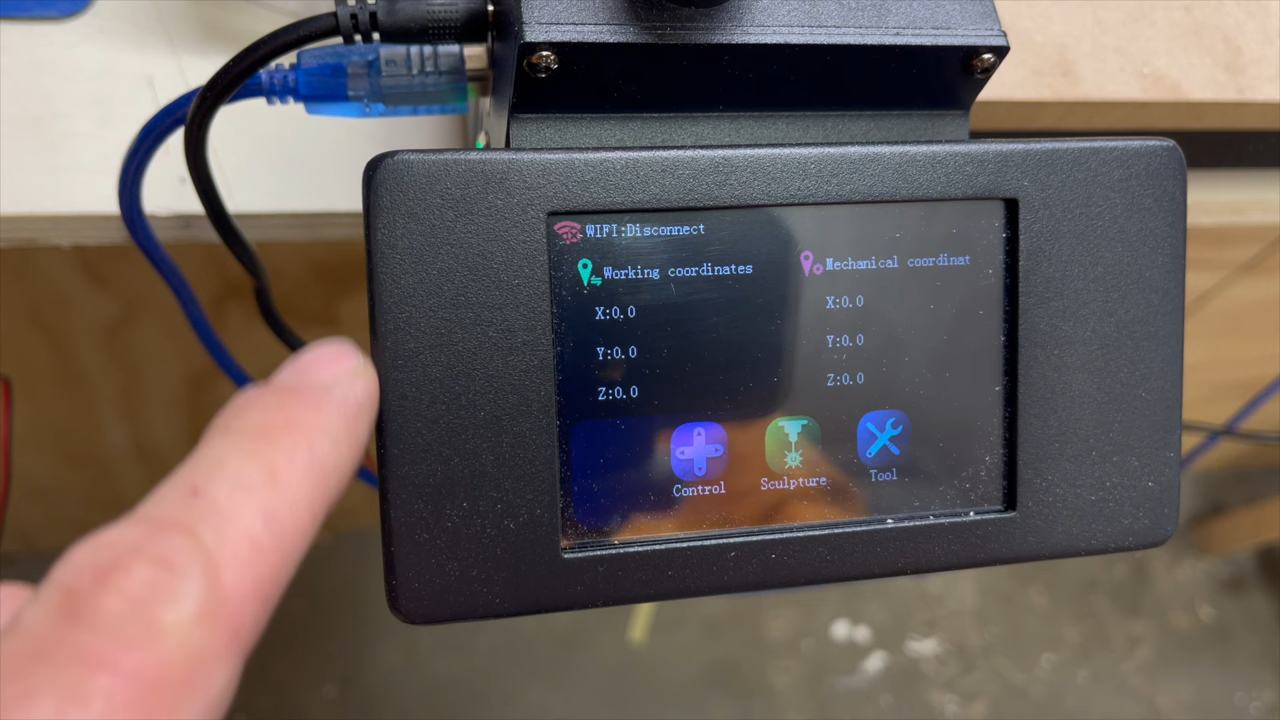 WIFI:Disconnect
Working coordinates
X:0.0
Y:0.0
Z:0.0
Mechanical coordinat
X:0.0
Y:0.0
Z:0.0
Control
Sculpture
Tool